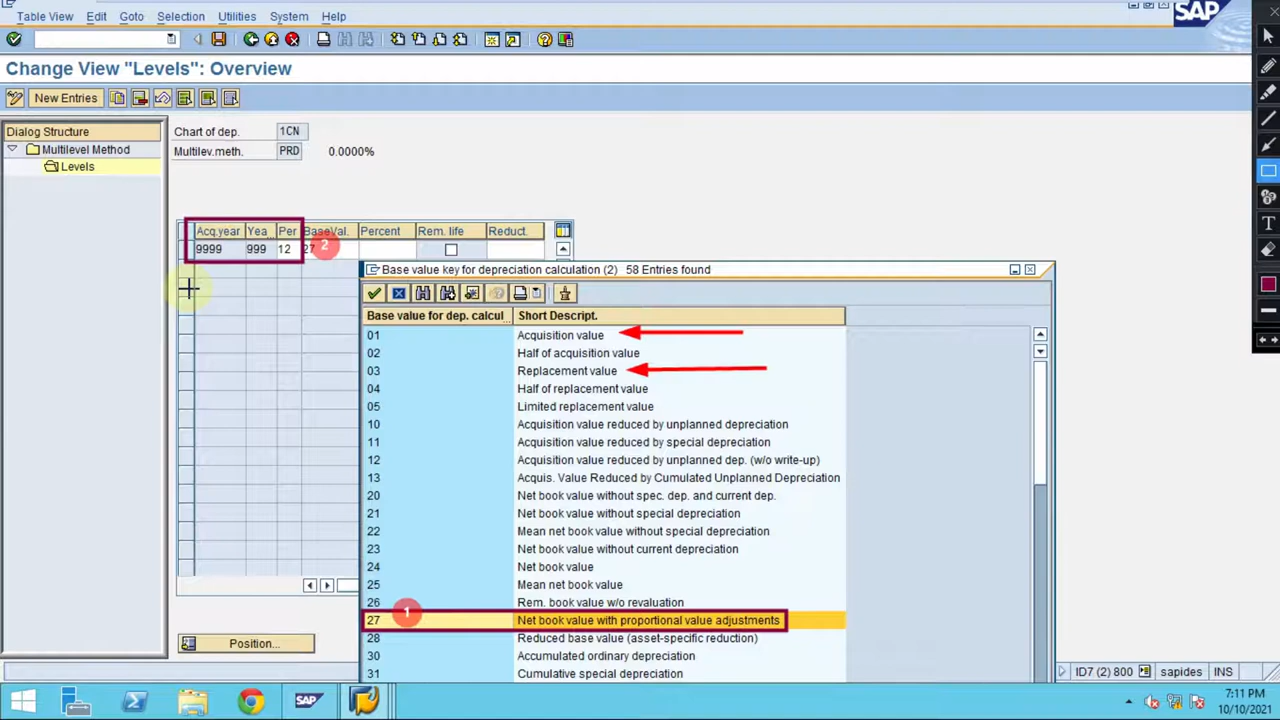 Table View Edit Goto Selection Utilities System Help
SAP
Change View "Levels": Overview
New Entries
Dialog Structure
Multilevel Method
Levels
Chart of dep. 1CN
Multilev.meth. PRD 0.0000%
Acq.year Yea... Per BaseVal. Percent Rem. life Reduct.
9999 999 12 27
2
Base value key for depreciation calculation (2) 58 Entries found
Base value for dep. calcul... Short Descript.
01 Acquisition value
02 Half of acquisition value
03 Replacement value
04 Half of replacement value
05 Limited replacement value
10 Acquisition value reduced by unplanned depreciation
11 Acquisition value reduced by special depreciation
12 Acquisition value reduced by unplanned dep. (w/o write-up)
13 Acquis. Value Reduced by Cumulated Unplanned Depreciation
20 Net book value without spec. dep. and current dep.
21 Net book value without special depreciation
22 Mean net book value without special depreciation
23 Net book value without current depreciation
24 Net book value
25 Mean net book value
26 Rem. book value w/o revaluation
1
27 Net book value with proportional value adjustments
28 Reduced base value (asset-specific reduction)
30 Accumulated ordinary depreciation
31 Cumulative special depreciation
Position...
ID7 (2) 800 sapides INS
SAP
7:11 PM
10/10/2021
T